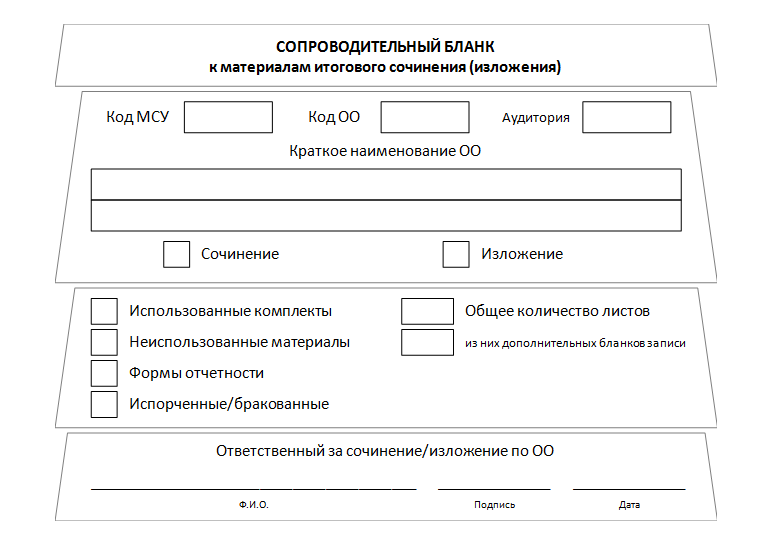 СОПРОВОДИТЕЛЬНЫЙ БЛАНК
к материалам итогового сочинения (изложения)
Код МСУ Код ОО Аудитория
Краткое наименование ОО
Сочинение Изложение
Использованные комплекты Общее количество листов
Неиспользованные материалы из них дополнительных бланков записи
Формы отчетности
Испорченные/бракованные
Ответственный за сочинение/изложение по ОО
Ф.И.О. Подпись Дата